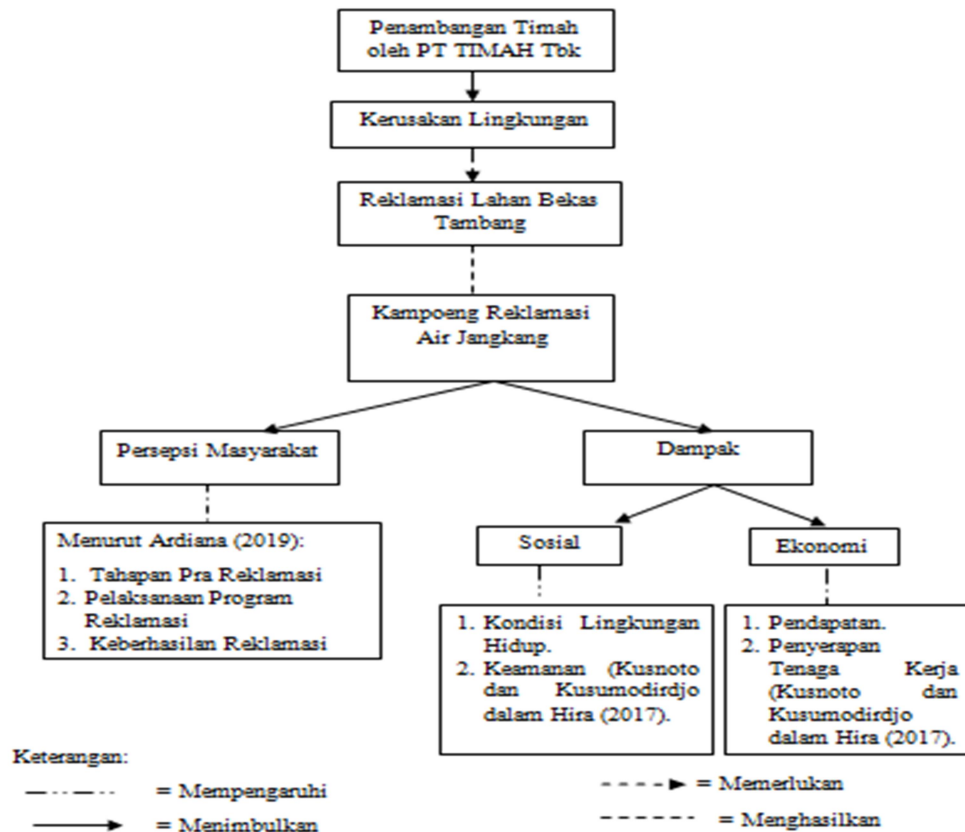 Penambangan Timah
oleh PT TIMAH Tbk
Kerusakan Lingkungan
Reklamasi Lahan Bekas
Tambang
Kampoeng Reklamasi
Air Jangkang
Persepsi Masyarakat
Dampak
Menurut Ardiana (2019):
1. Tahapan Pra Reklamasi
2. Pelaksanaan Program
Reklamasi
3. Keberhasilan Reklamasi
Sosial
Ekonomi
1. Kondisi Lingkungan
Hidup.
2. Keamanan (Kusnoto
dan Kusumodirdjo
dalam Hira (2017).
1. Pendapatan.
2. Penyerapan
Tenaga Kerja
(Kusnoto dan
Kusumodirdjo
dalam Hira (2017).
Keterangan:
= Mempengaruhi
= Menimbulkan
= Memerlukan
= Menghasilkan